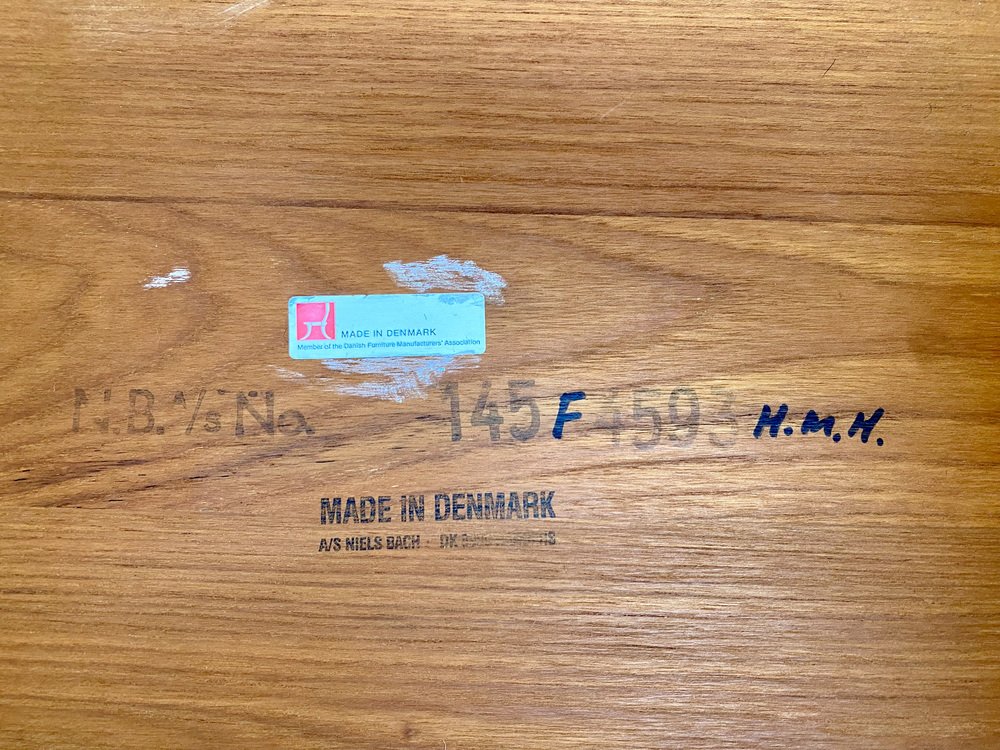 MADE IN DENMARK
Member of the Danish Furniture Manufacturers' Association
N.B. A/S No. 145 F 4593 H.M.H.
MADE IN DENMARK
A/S NIELS BACH · DK